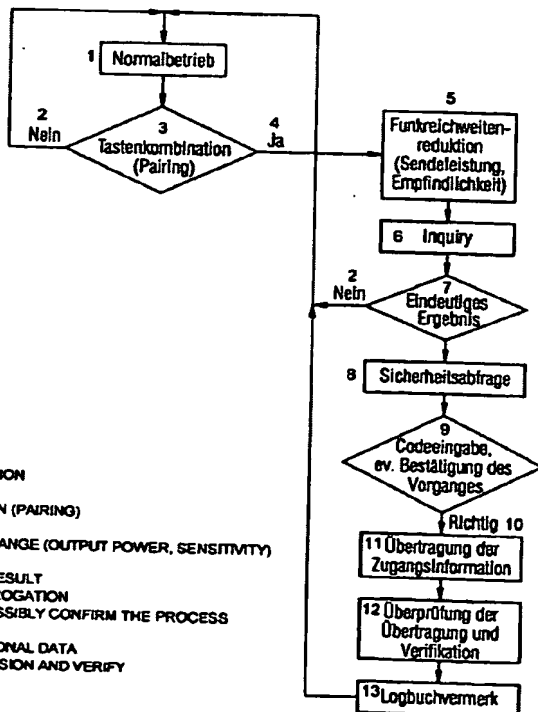 1 Normalbetrieb
2
Nein
3
Tastenkombination
(Pairing)
4
Ja
5
Funkreichweiten-
reduktion
(Sendeleistung,
Empfindlichkeit)
6 Inquiry
2
Nein
7
Eindeutiges
Ergebnis
8 Sicherheitsabfrage
9
Codeeingabe,
ev. Bestätigung des
Vorganges
Richtig 10
11 Übertragung der
Zugangsinformation
12 Überprüfung der
Übertragung und
Verifikation
13 Logbuchvermerk
ION
N (PAIRING)
ANGE (OUTPUT POWER, SENSITIVITY)
RESULT
ROGATION
SSIBLY CONFIRM THE PROCESS
ONAL DATA
SION AND VERIFY